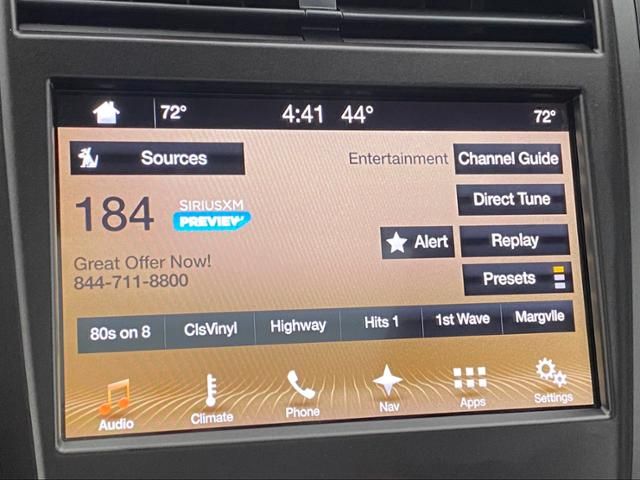 72° 4:41 44° 72°
Sources Entertainment Channel Guide
184 SIRIUSXM
PREVIEW
Direct Tune
Alert Replay
Great Offer Now!
844-711-8800
Presets
80s on 8 ClsVinyl Highway Hits 1 1st Wave Margvlle
Audio Climate Phone Nav Apps Settings